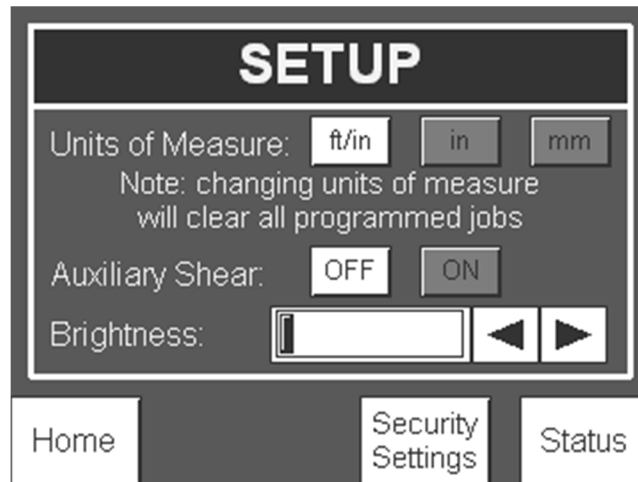 SETUP
Units of Measure: ft/in in mm
Note: changing units of measure
will clear all programmed jobs
Auxiliary Shear: OFF ON
Brightness:
Home
Security
Settings
Status